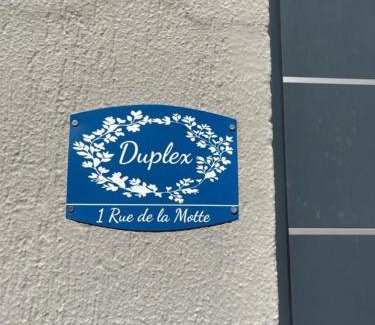 Duplex
1 Rue de la Motte